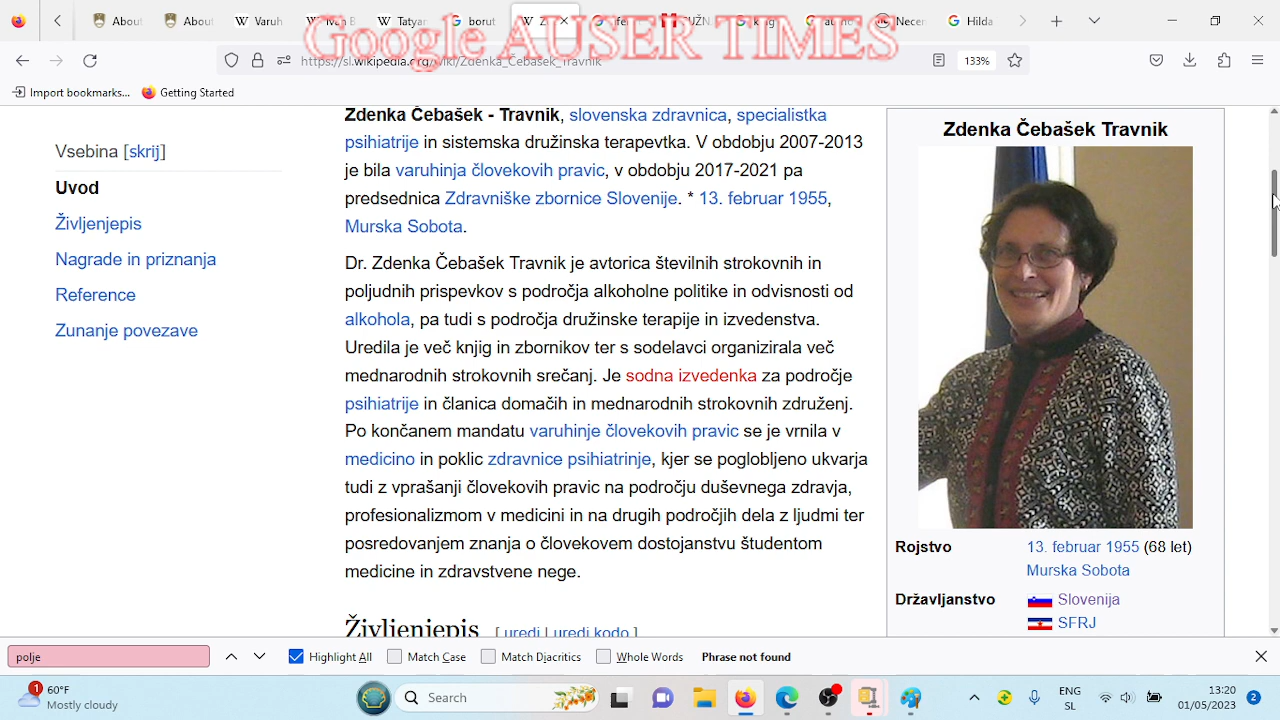 About
About
Varuh
Ivan B
Tatyan
borut
Z
Hilda
Google AUSER TIMES
https://sl.wikipedia.org/wiki/Zdenka_Čebašek_Travnik
133%
Import bookmarks...
Getting Started
Vsebina [skrij]
Uvod
Življenjepis
Nagrade in priznanja
Reference
Zunanje povezave
Zdenka Čebašek - Travnik, slovenska zdravnica, specialistka
psihiatrije in sistemska družinska terapevtka. V obdobju 2007-2013
je bila varuhinja človekovih pravic, v obdobju 2017-2021 pa
predsednica Zdravniške zbornice Slovenije. * 13. februar 1955,
Murska Sobota.
Dr. Zdenka Čebašek Travnik je avtorica številnih strokovnih in
poljudnih prispevkov s področja alkoholne politike in odvisnosti od
alkohola, pa tudi s področja družinske terapije in izvedenstva.
Uredila je več knjig in zbornikov ter s sodelavci organizirala več
mednarodnih strokovnih srečanj. Je sodna izvedenka za področje
psihiatrije in članica domačih in mednarodnih strokovnih združenj.
Po končanem mandatu varuhinje človekovih pravic se je vrnila v
medicino in poklic zdravnice psihiatrinje, kjer se poglobljeno ukvarja
tudi z vprašanji človekovih pravic na področju duševnega zdravja,
profesionalizmom v medicini in na drugih področjih dela z ljudmi ter
posredovanjem znanja o človekovem dostojanstvu študentom
medicine in zdravstvene nege.
Življenjepis [ uredi | uredi kodo ]
Zdenka Čebašek Travnik
Rojstvo 13. februar 1955 (68 let)
Murska Sobota
Državljanstvo Slovenija
SFRJ
polje
Highlight All
Match Case
Match Diacritics
Whole Words
Phrase not found
1
60°F
Mostly cloudy
Search
ENG
SL
13:20
01/05/2023
2